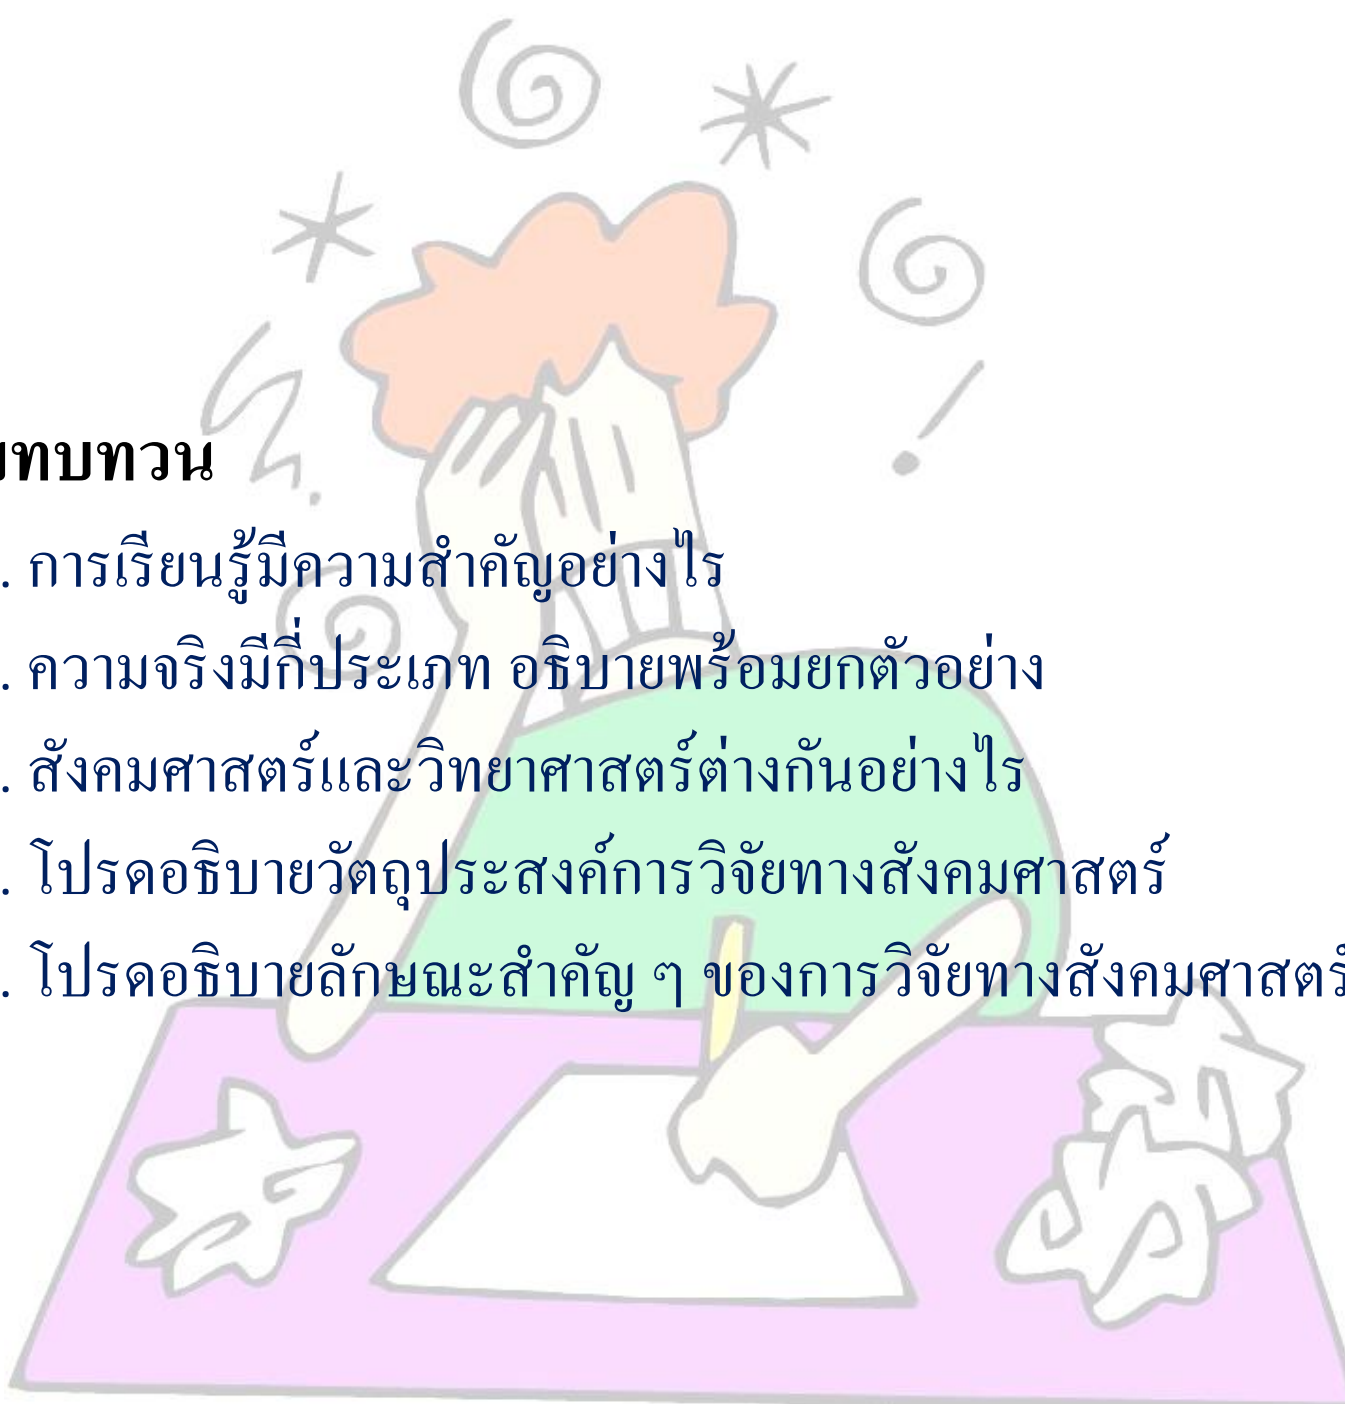 ทบทวน
. การเรียนรู้มีความสำคัญอย่างไร
. ความจริงมีกี่ประเภท อธิบายพร้อมยกตัวอย่าง
. สังคมศาสตร์และวิทยาศาสตร์ต่างกันอย่างไร
. โปรดอธิบายวัตถุประสงค์การวิจัยทางสังคมศาสตร์
. โปรดอธิบายลักษณะสำคัญ ๆ ของการวิจัยทางสังคมศาสตร์